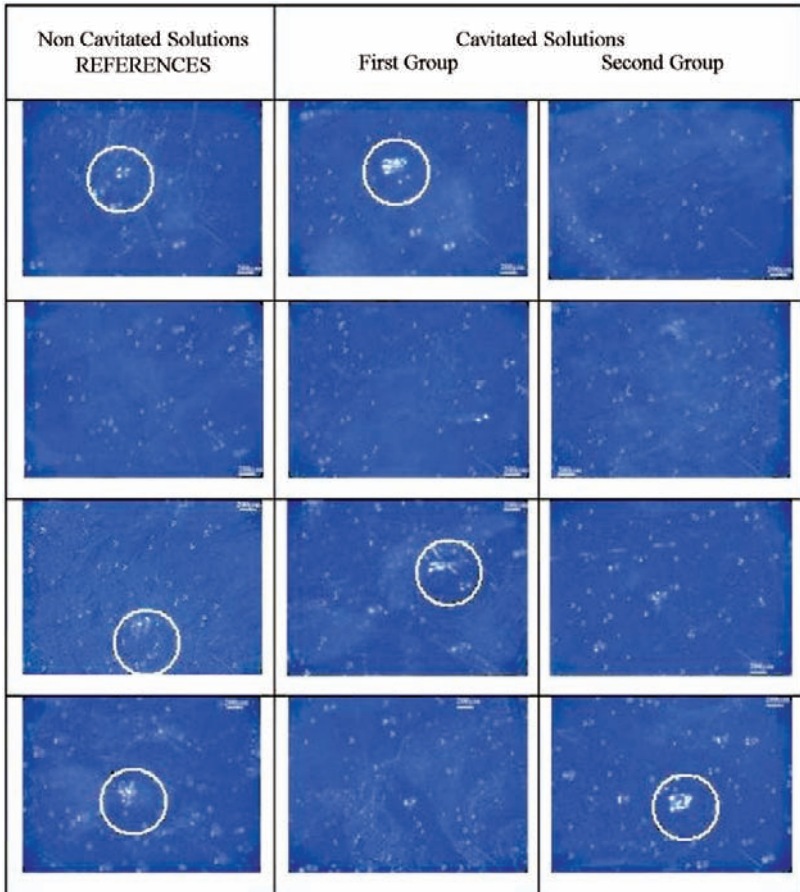 Non Cavitated Solutions
REFERENCES
Cavitated Solutions
First Group
Second Group